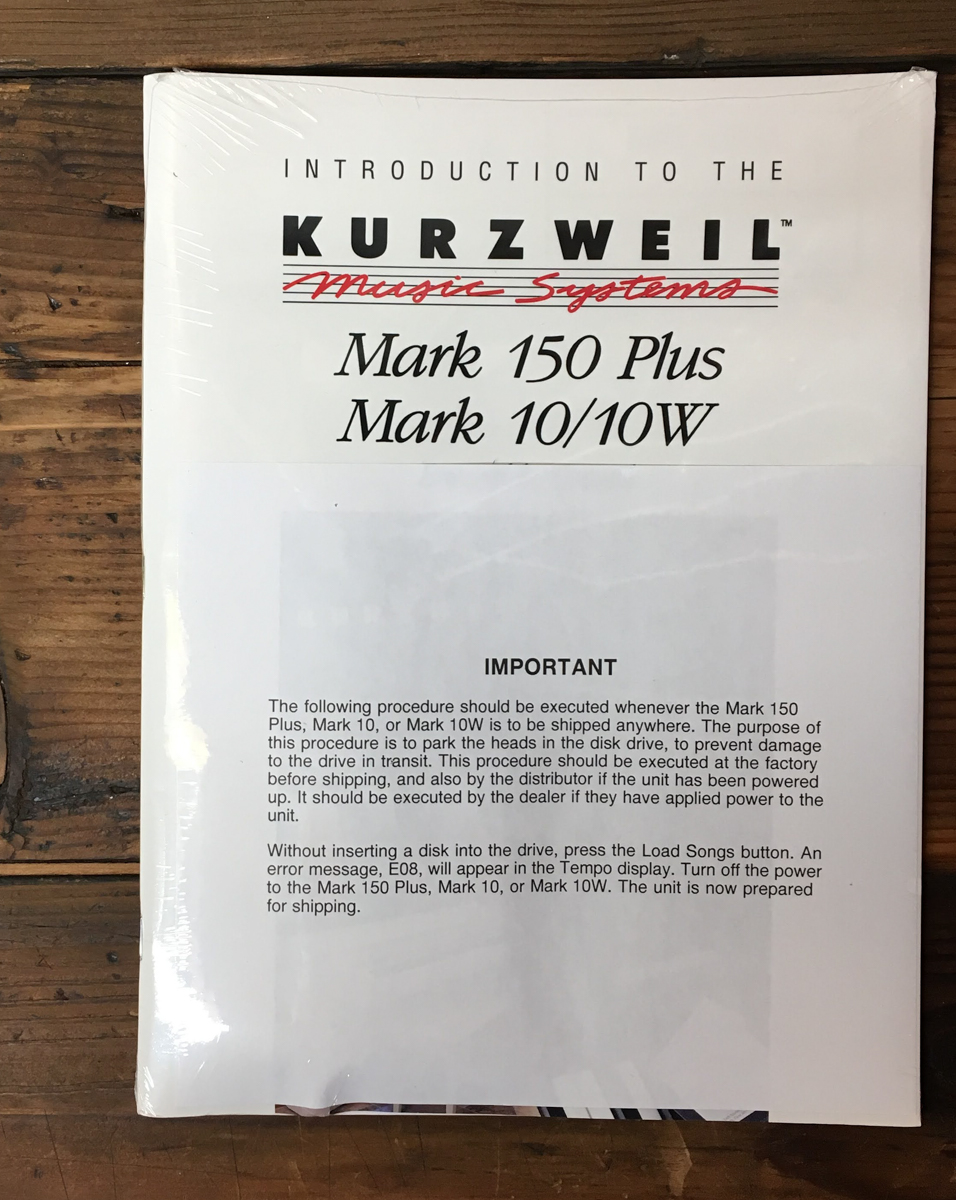 INTRODUCTION TO THE
KURZWEIL™
Music Systems
Mark 150 Plus
Mark 10/10W
IMPORTANT
The following procedure should be executed whenever the Mark 150
Plus, Mark 10, or Mark 10W is to be shipped anywhere. The purpose of
this procedure is to park the heads in the disk drive, to prevent damage
to the drive in transit. This procedure should be executed at the factory
before shipping, and also by the distributor if the unit has been powered
up. It should be executed by the dealer if they have applied power to the
unit.
Without inserting a disk into the drive, press the Load Songs button. An
error message, E08, will appear in the Tempo display. Turn off the power
to the Mark 150 Plus, Mark 10, or Mark 10W. The unit is now prepared
for shipping.